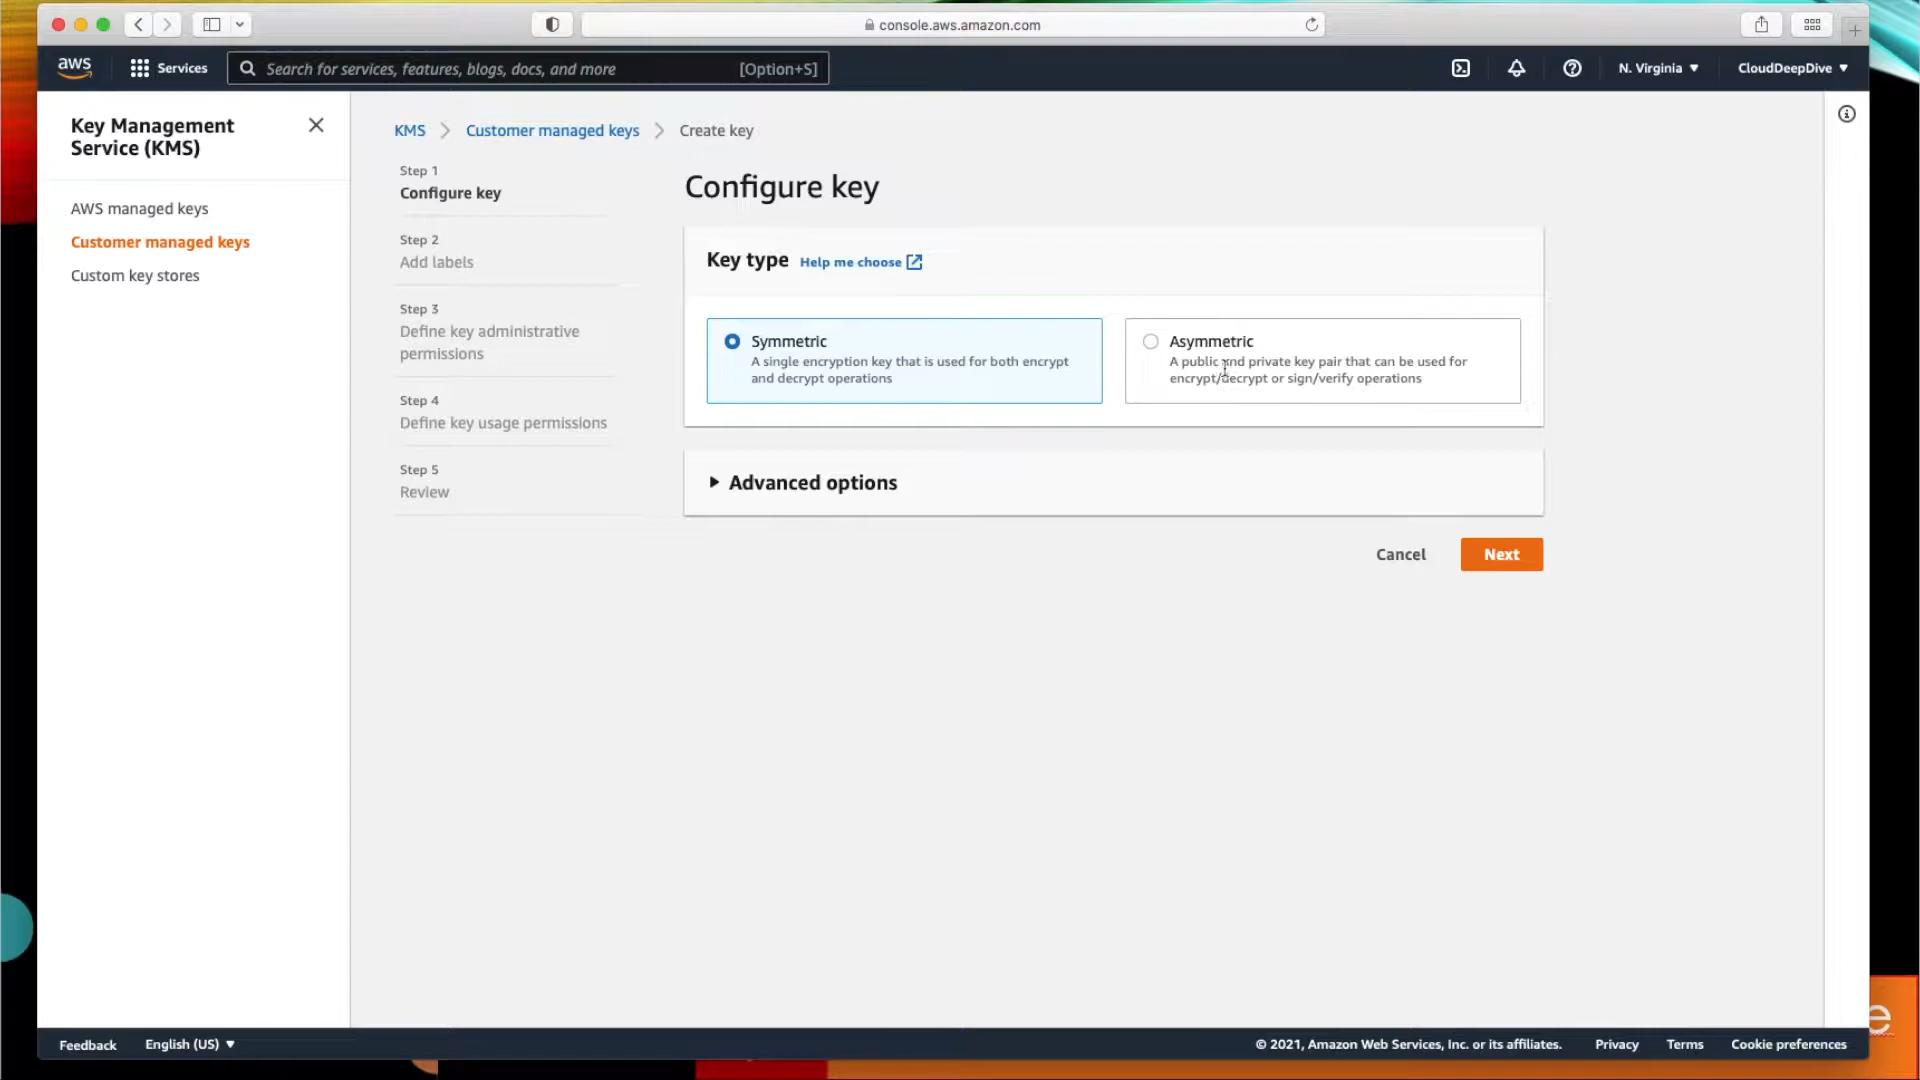 console.aws.amazon.com
aws
Services
Search for services, features, blogs, docs, and more
[Option+S]
N. Virginia
CloudDeepDive
Key Management
Service (KMS)
AWS managed keys
Customer managed keys
Custom key stores
KMS > Customer managed keys > Create key
Step 1
Configure key
Step 2
Add labels
Step 3
Define key administrative
permissions
Step 4
Define key usage permissions
Step 5
Review
Configure key
Key type
Help me choose
Symmetric
A single encryption key that is used for both encrypt
and decrypt operations
Asymmetric
A public and private key pair that can be used for
encrypt/decrypt or sign/verify operations
Advanced options
Cancel
Next
Feedback
English (US)
© 2021, Amazon Web Services, Inc. or its affiliates.
Privacy
Terms
Cookie preferences
e